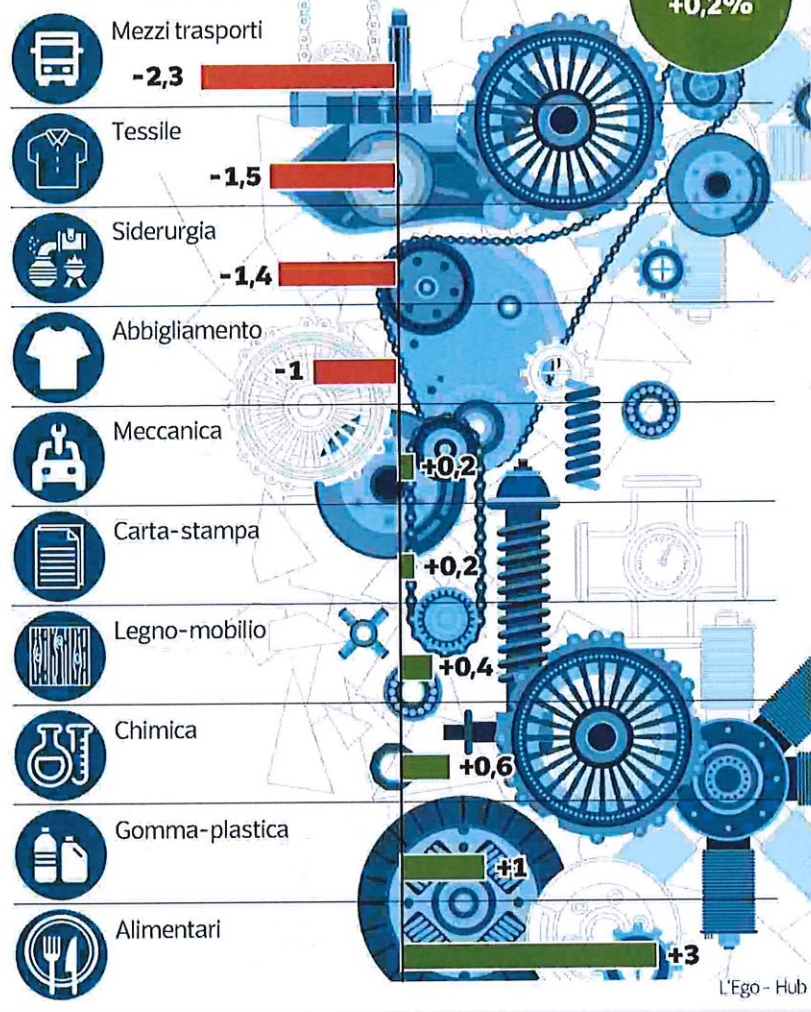 +0,2%
Mezzi trasporti
-2,3
Tessile
-1,5
Siderurgia
-1,4
Abbigliamento
-1
Meccanica
+0,2
Carta-stampa
+0,2
Legno-mobilio
+0,4
Chimica
+0,6
Gomma-plastica
+1
Alimentari
+3
L'Ego - Hub